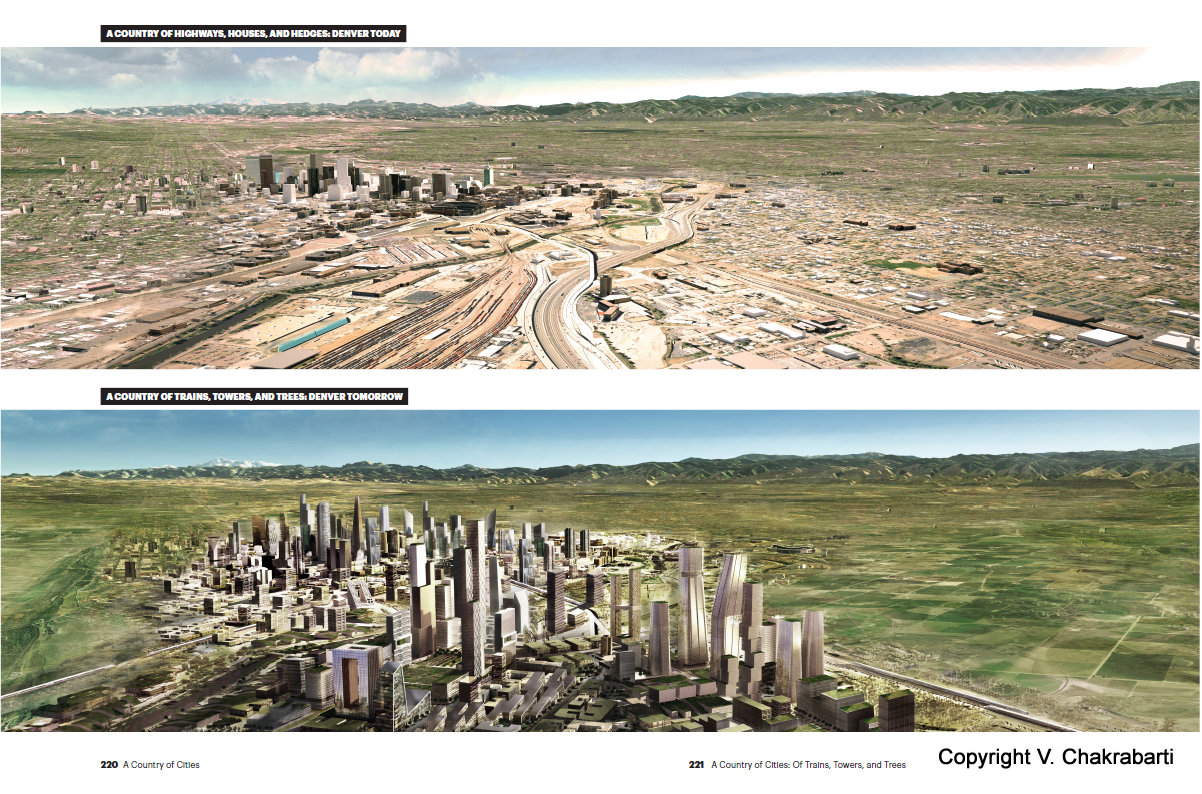 A COUNTRY OF HIGHWAYS, HOUSES, AND HEDGES: DENVER TODAY
A COUNTRY OF TRAINS, TOWERS, AND TREES: DENVER TOMORROW
220 A Country of Cities
221 A Country of Cities: Of Trains, Towers, and Trees
Copyright V. Chakrabarti